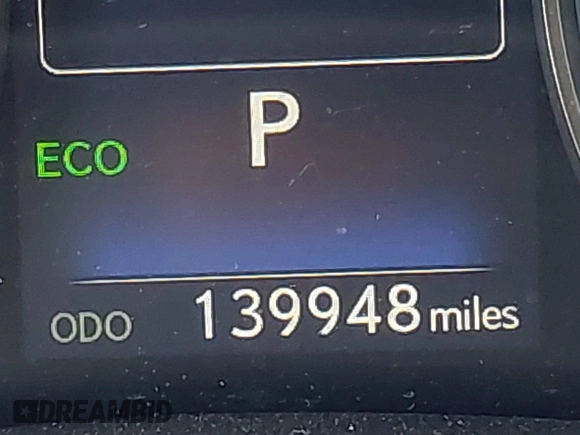 P
ECO
ODO 139948 miles
DREAMBID